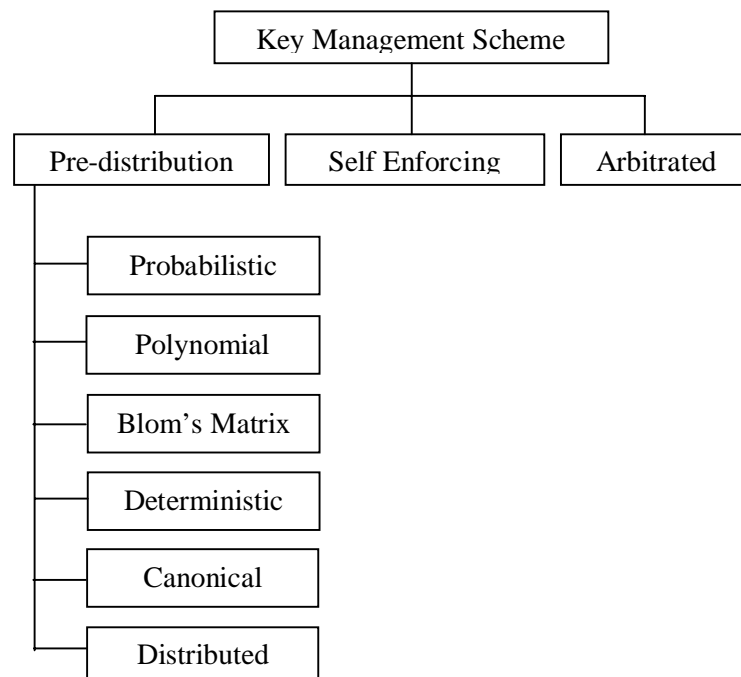 Key Management Scheme
Pre-distribution
Self Enforcing
Arbitrated
Probabilistic
Polynomial
Blom’s Matrix
Deterministic
Canonical
Distributed